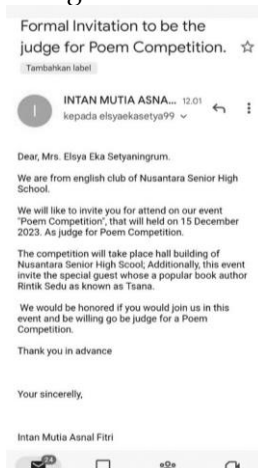 Formal Invitation to be the
judge for Poem Competition.
Tambahkan label
I
INTAN MUTIA ASNA... 12.01
kepada elsyaekasetya99
Dear, Mrs. Elsya Eka Setyaningrum.
We are from english club of Nusantara Senior High
School.
We will like to invite you for attend on our event
"Poem Competition", that will held on 15 December
2023. As judge for Poem Competition.
The competition will take place hall building of
Nusantara Senior High Scool; Additionally, this event
invite the special guest whose a popular book author
Rintik Sedu as known as Tsana.
We would be honored if you would join us in this
event and be willing go be judge for a Poem
Competition.
Thank you in advance
Your sincerelly,
Intan Mutia Asnal Fitri
24